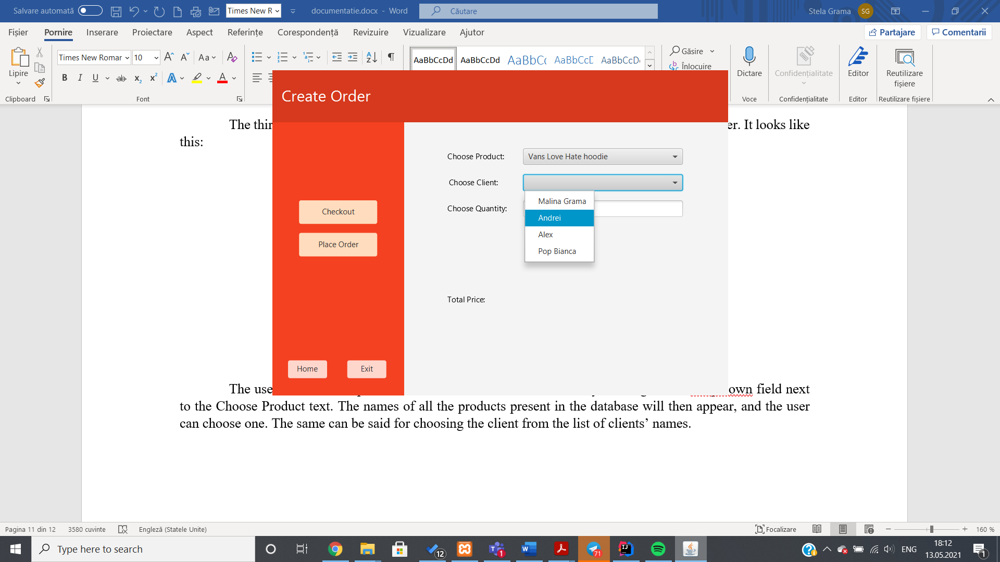 Salvare automată
Times New R
documentatie.docx - Word
Căutare
Stela Grama
SG
Fișier Pornire Inserare Proiectare Aspect Referințe Corespondență Revizuire Vizualizare Ajutor
Partajare
Comentarii
Lipire
Clipboard
Times New Romar
10
Aa
Font
AaBbCcDd AaBbCcDd AaBbCc AaBbCcD AaBbCcD
Găsire
Înlocuire
Dictare
Voce
Confidențialitate
Confidențialitate
Editor
Editor
Reutilizare fișiere
Reutilizare fișiere
The thir
er. It looks like
this:
Create Order
Choose Product:
Vans Love Hate hoodie
Choose Client:
Malina Grama
Choose Quantity:
Andrei
Alex
Pop Bianca
Checkout
Place Order
Total Price:
Home
Exit
The use
own field next
to the Choose Product text. The names of all the products present in the database will then appear, and the user
can choose one. The same can be said for choosing the client from the list of clients’ names.
Pagina 11 din 12
3580 cuvinte
Engleză (Statele Unite)
Focalizare
160 %
Type here to search
12
1
71
ENG
18:12
13.05.2021
1